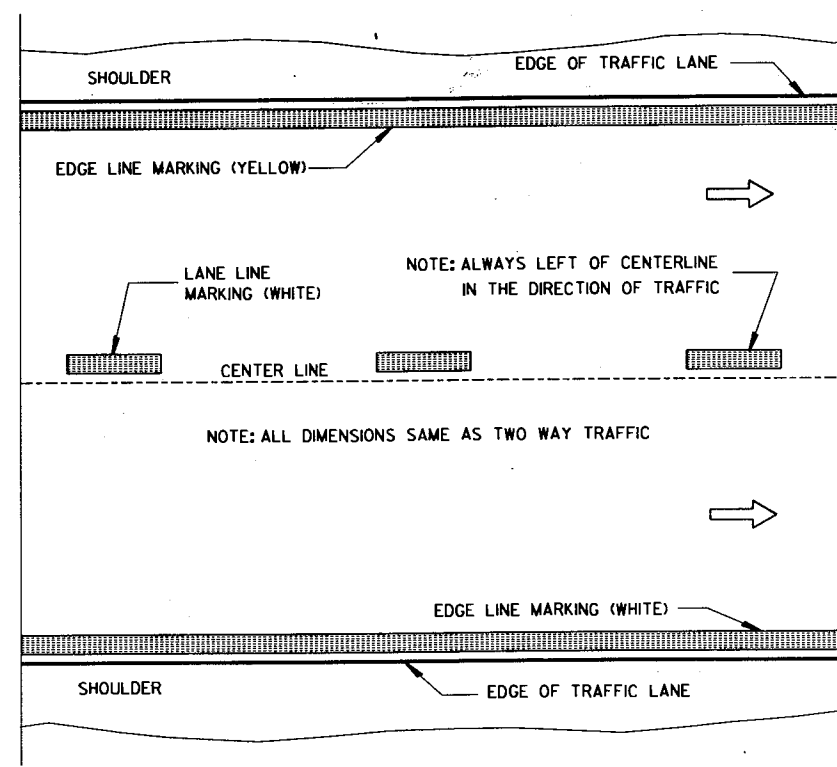 SHOULDER
EDGE OF TRAFFIC LANE
EDGE LINE MARKING (YELLOW)
LANE LINE
MARKING (WHITE)
NOTE: ALWAYS LEFT OF CENTERLINE
IN THE DIRECTION OF TRAFFIC
CENTER LINE
NOTE: ALL DIMENSIONS SAME AS TWO WAY TRAFFIC
EDGE LINE MARKING (WHITE)
SHOULDER
EDGE OF TRAFFIC LANE